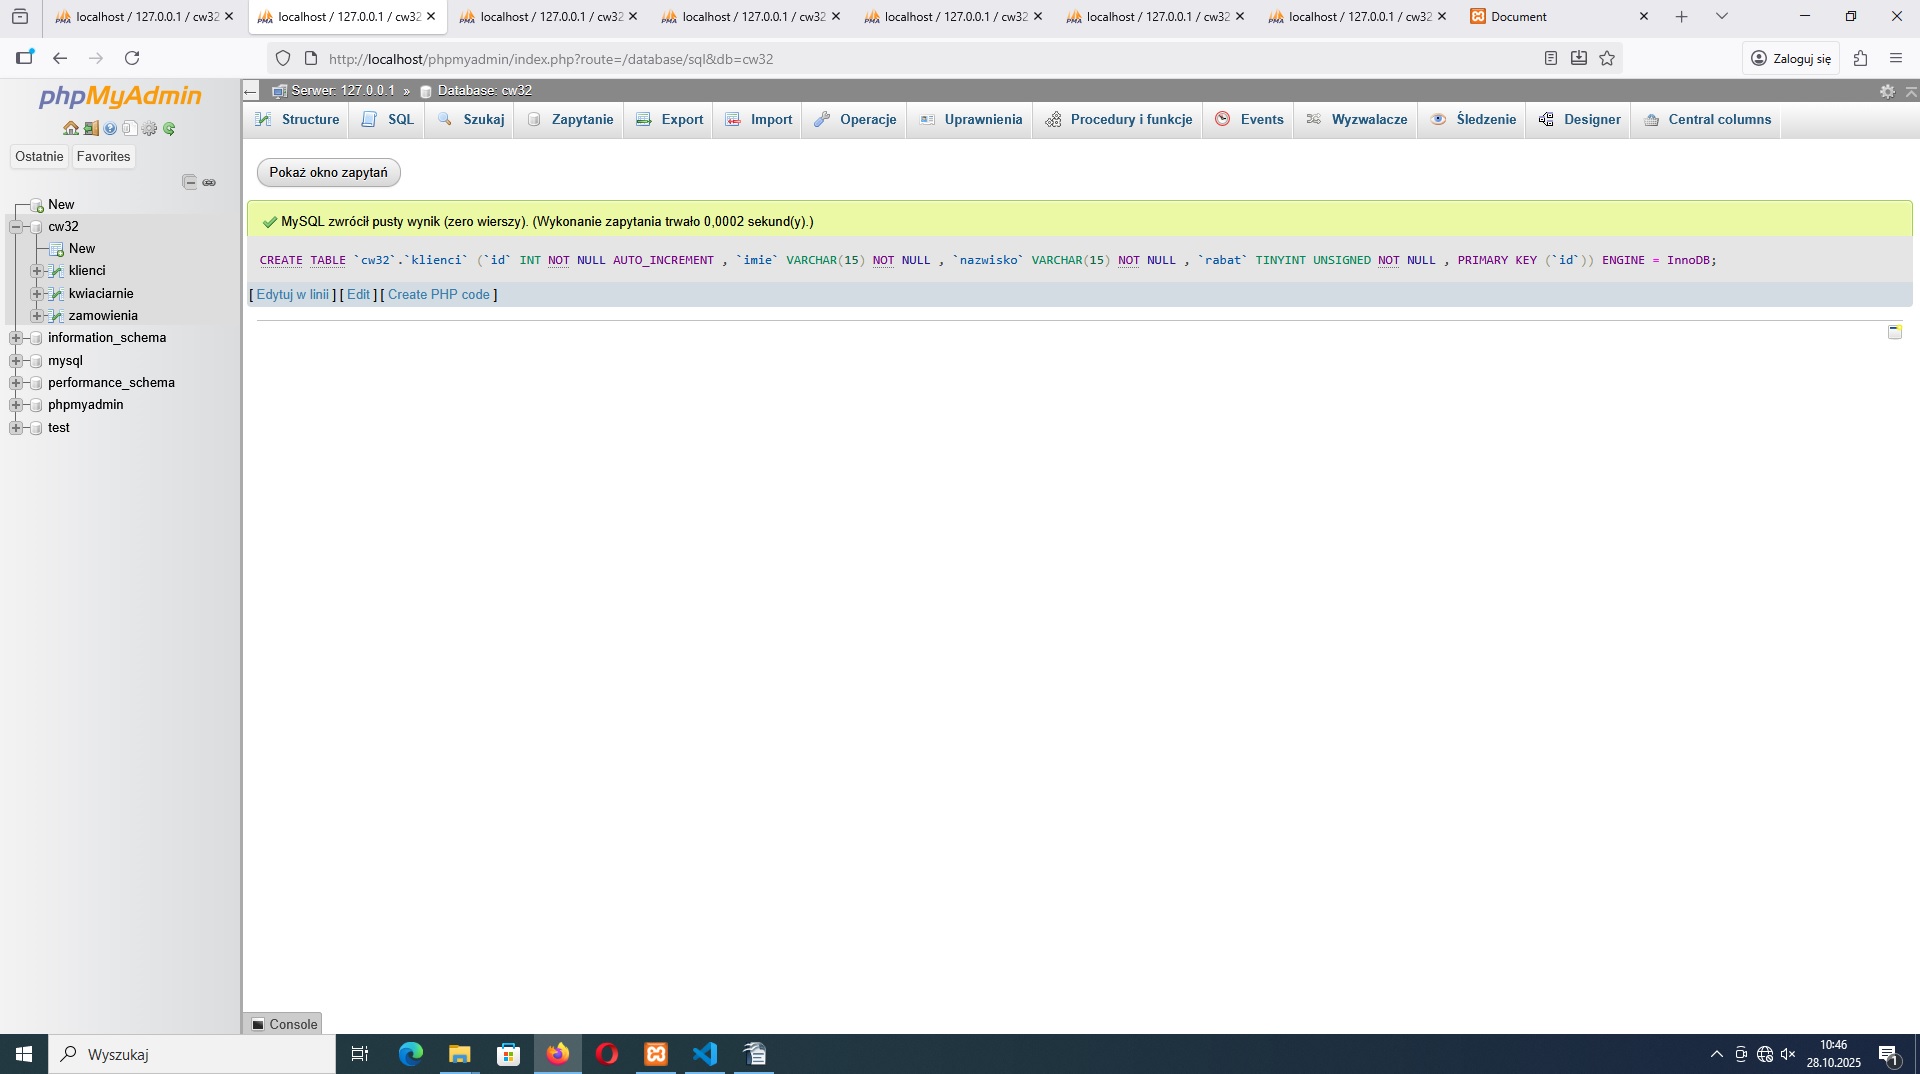 localhost / 127.0.0.1 / cw32
localhost / 127.0.0.1 / cw32
localhost / 127.0.0.1 / cw32
localhost / 127.0.0.1 / cw32
localhost / 127.0.0.1 / cw32
localhost / 127.0.0.1 / cw32
localhost / 127.0.0.1 / cw32
Document
http://localhost/phpmyadmin/index.php?route=/database/sql&db=cw32
Zaloguj się
phpMyAdmin
Ostatnie Favorites
New
cw32
New
klienci
kwiaciarnie
zamowienia
information_schema
mysql
performance_schema
phpmyadmin
test
Serwer: 127.0.0.1 » Database: cw32
Structure SQL Szukaj Zapytanie Export Import Operacje Uprawnienia Procedury i funkcje Events Wyzwalacze Śledzenie Designer Central columns
Pokaż okno zapytań
MySQL zwrócił pusty wynik (zero wierszy). (Wykonanie zapytania trwało 0,0002 sekund(y).)
CREATE TABLE `cw32`.`klienci` (`id` INT NOT NULL AUTO_INCREMENT , `imie` VARCHAR(15) NOT NULL , `nazwisko` VARCHAR(15) NOT NULL , `rabat` TINYINT UNSIGNED NOT NULL , PRIMARY KEY (`id`)) ENGINE = InnoDB;
[ Edytuj w linii ] [ Edit ] [ Create PHP code ]
Console
Wyszukaj
10:46
28.10.2025
1